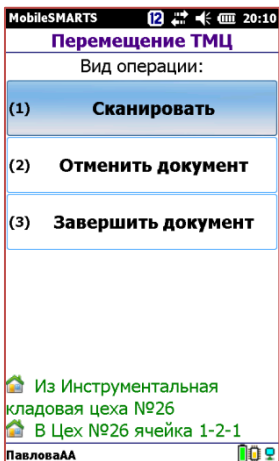 MobileSMARTS 12 20:10
Перемещение ТМЦ
Вид операции:
(1) Сканировать
(2) Отменить документ
(3) Завершить документ
Из Инструментальная
кладовая цеха №26
В Цех №26 ячейка 1-2-1
ПавловаАА